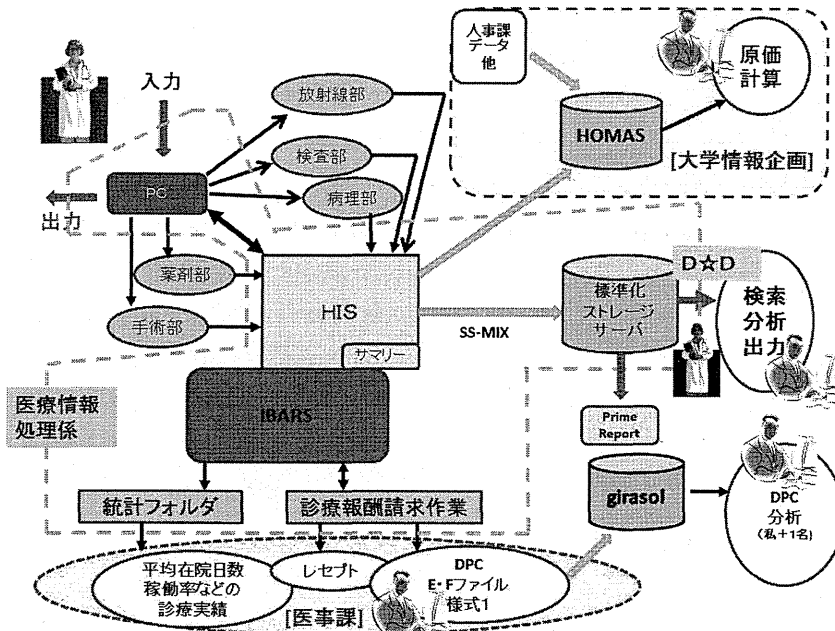 人事課
データ
他
原価
計算
HOMAS
[大学情報企画]
入力
放射線部
検査部
病理部
PC
出力
薬剤部
手術部
HIS
サマリー
SS-MIX
標準化
ストレージ
サーバ
D☆D
検索
分析
出力
医療情報
処理係
IBARS
Prime
Report
girasol
DPC
分析
(私+1名)
統計フォルダ
診療報酬請求作業
平均在院日数
稼働率などの
診療実績
レセプト
DPC
E・Fファイル
様式1
[医事課]